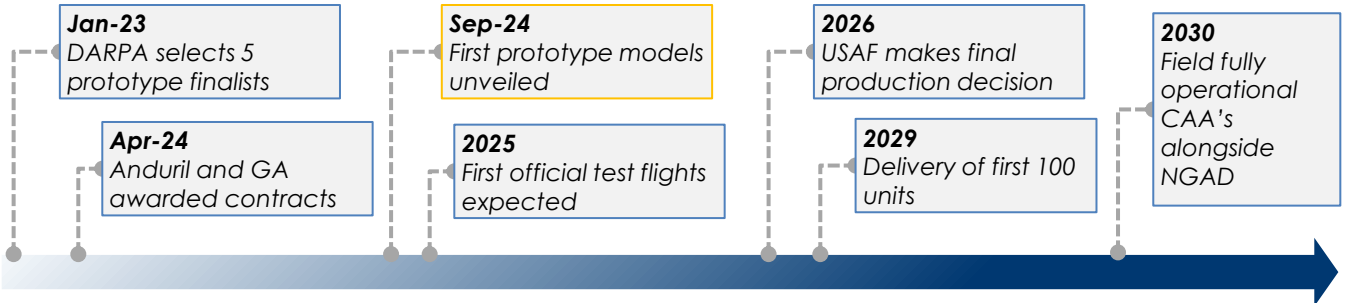 Jan-23
DARPA selects 5
prototype finalists
Apr-24
Anduril and GA
awarded contracts
Sep-24
First prototype models
unveiled
2025
First official test flights
expected
2026
USAF makes final
production decision
2029
Delivery of first 100
units
2030
Field fully
operational
CAA's
alongside
NGAD